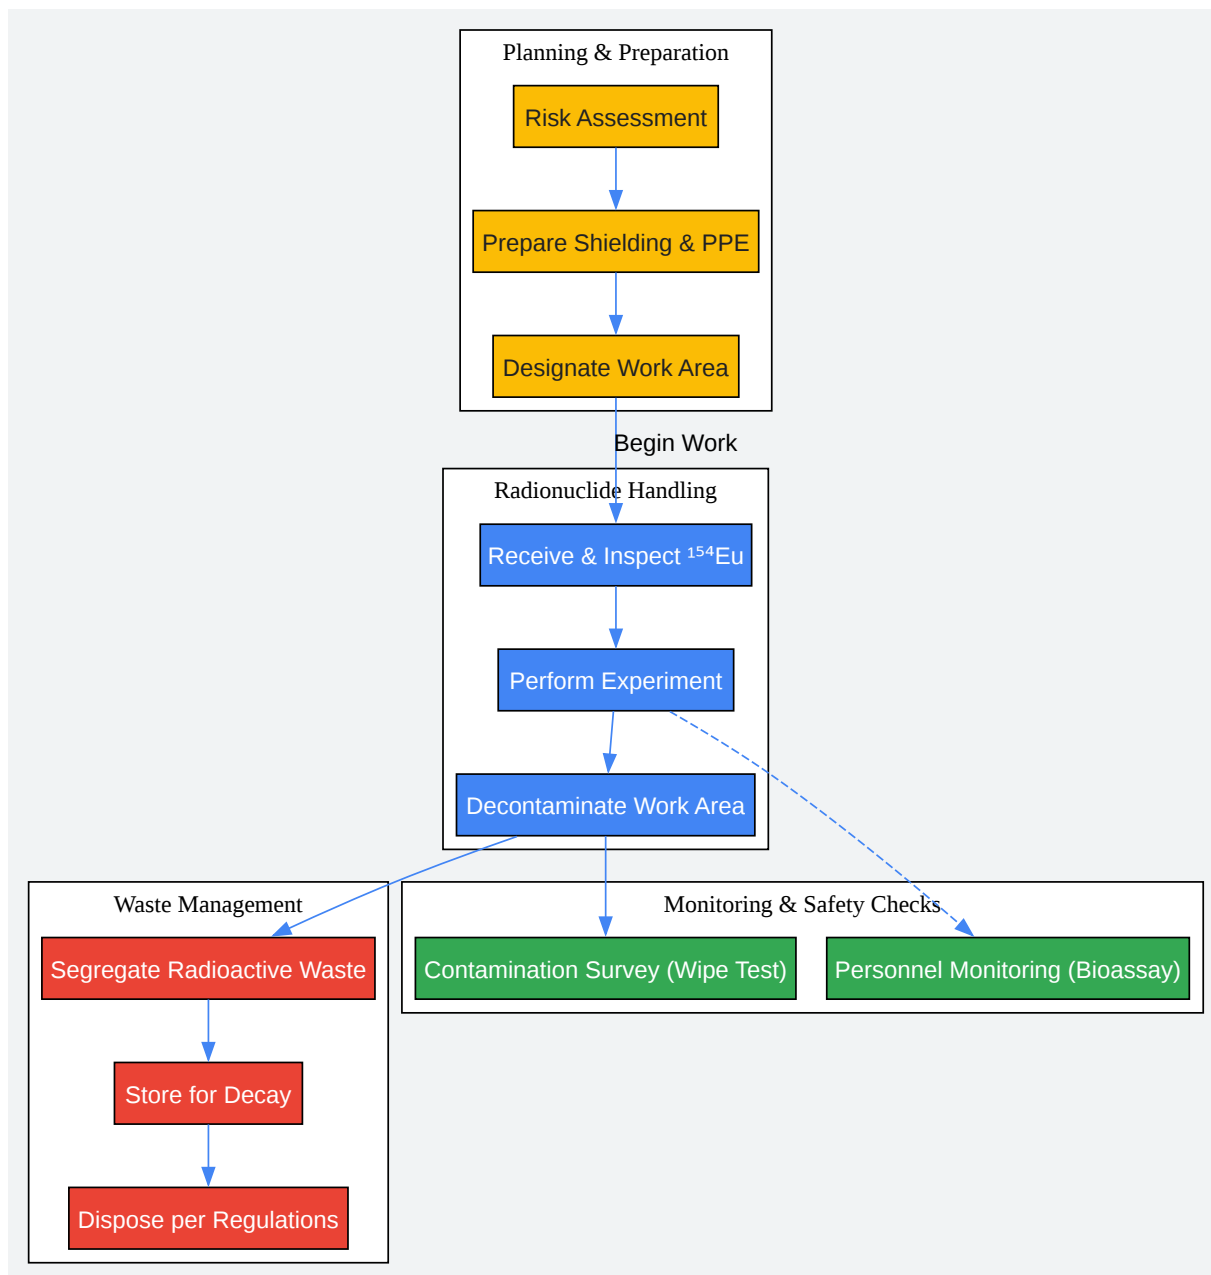 Planning & Preparation
Risk Assessment
Prepare Shielding & PPE
Designate Work Area
Begin Work
Radionuclide Handling
Receive & Inspect ¹⁵⁴Eu
Perform Experiment
Decontaminate Work Area
Waste Management
Segregate Radioactive Waste
Store for Decay
Dispose per Regulations
Monitoring & Safety Checks
Contamination Survey (Wipe Test)
Personnel Monitoring (Bioassay)